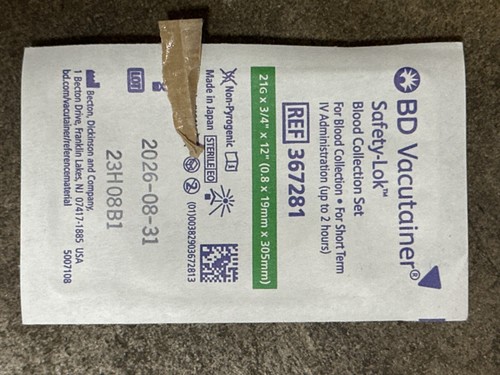 BD Vacutainer®
Safety-Lok™
Blood Collection Set
For Blood Collection • For Short Term
IV Administration (up to 2 hours)
REF 367281
21G x 3/4" x 12" (0.8 x 19mm x 305mm)
Non-Pyrogenic
Made in Japan STERILE EO
(01)00382903672813
2026-08-31
LOT
23H08B1
Becton, Dickinson and Company,
1 Becton Drive, Franklin Lakes, NJ 07417-1885 USA
bd.com/vacutainer/referencematerial 5007108